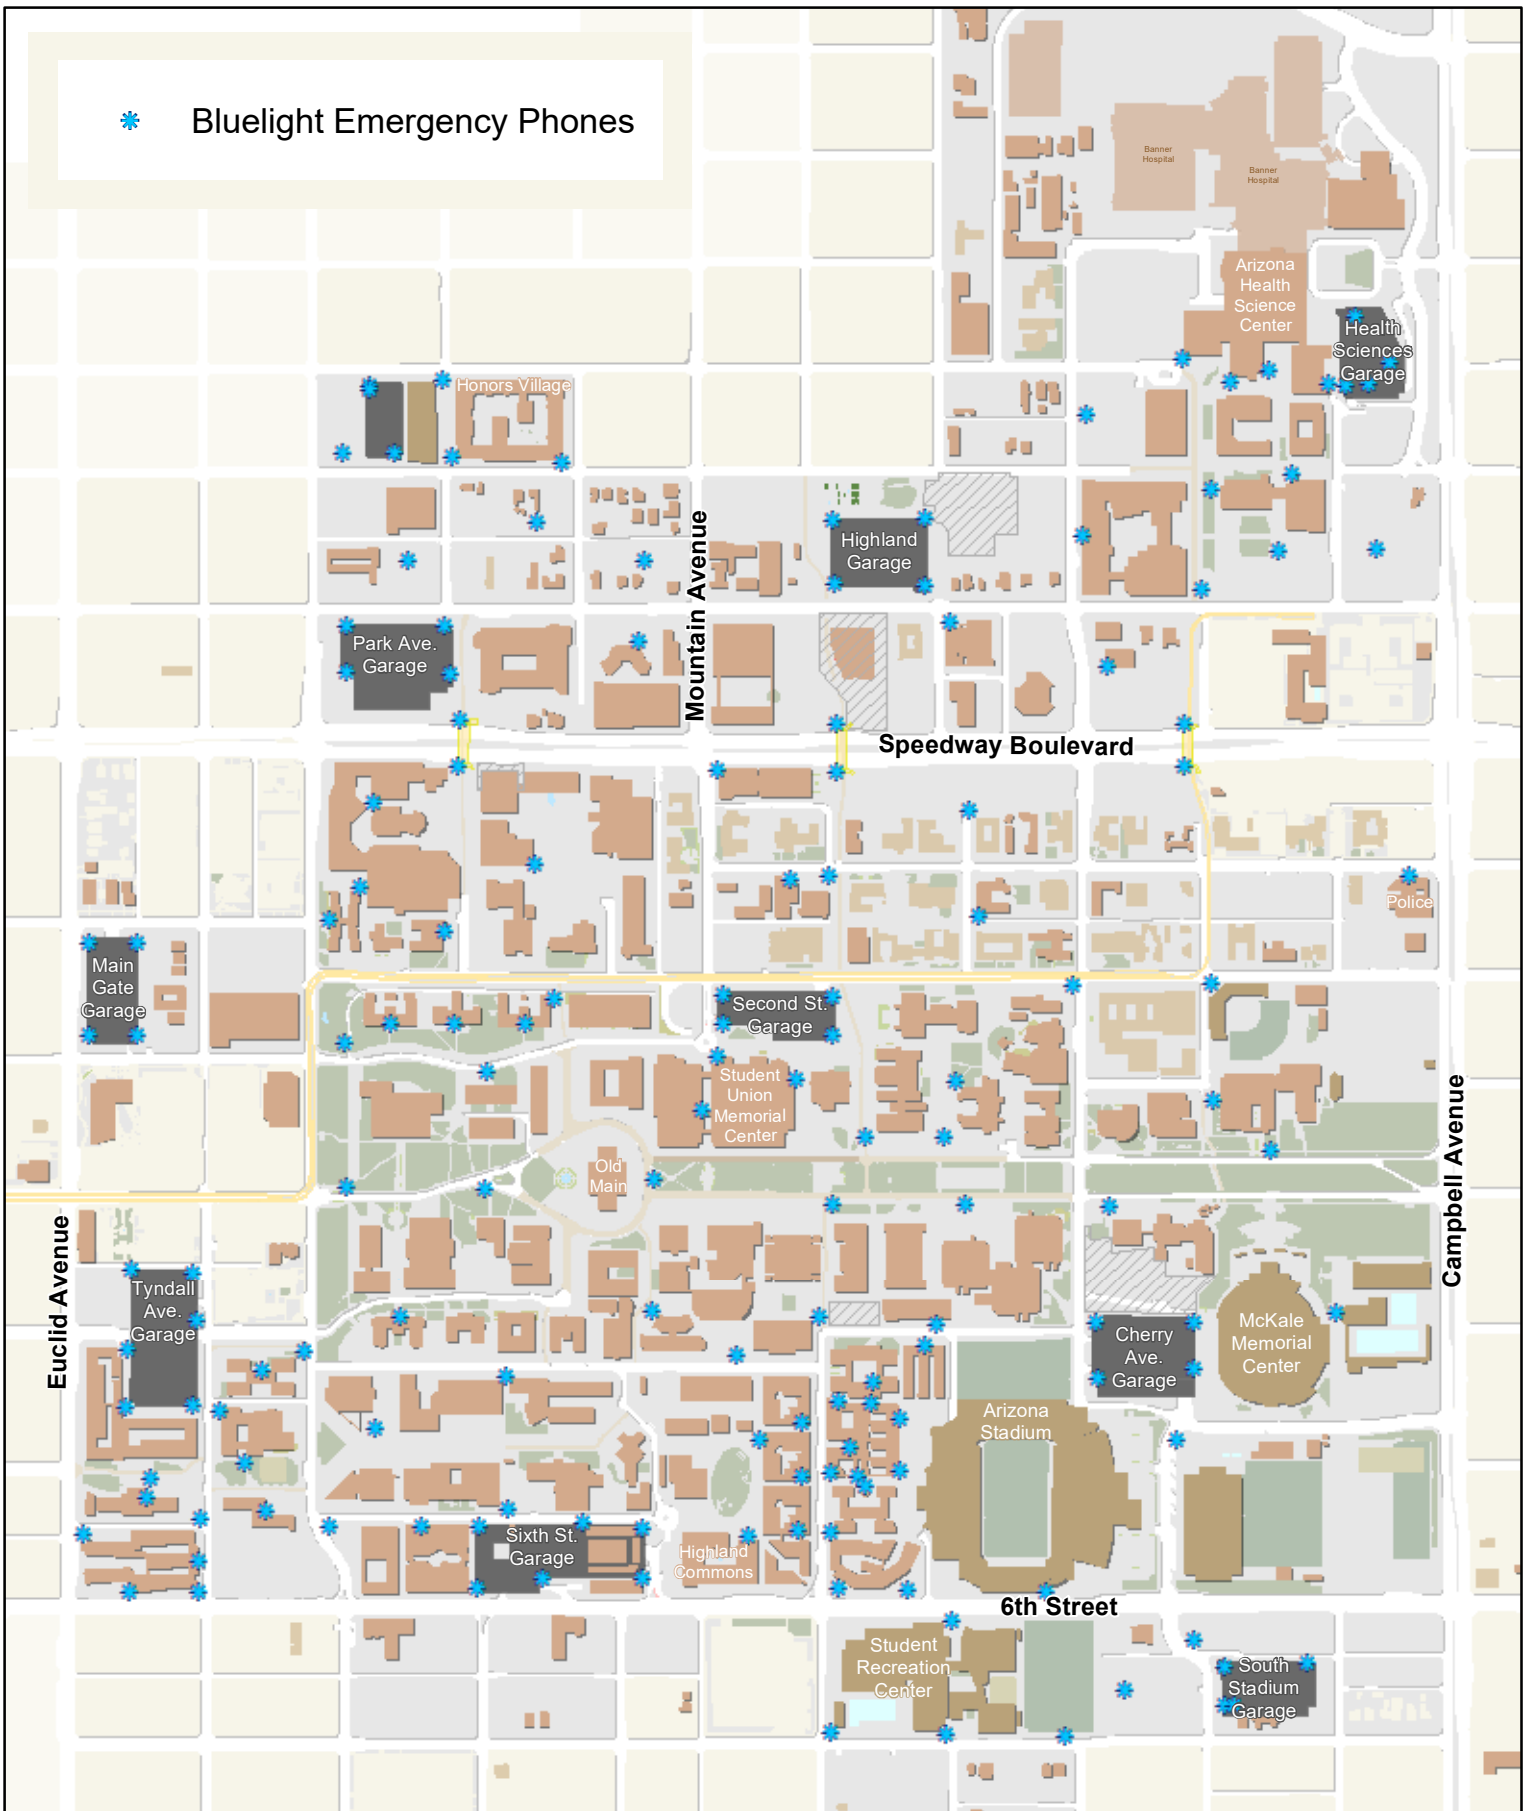 Bluelight Emergency Phones
Banner
Hospital
Banner
Hospital
Arizona
Health
Science
Center
Health
Sciences
Garage
Honors Village
Highland
Garage
Mountain Avenue
Park Ave.
Garage
Speedway Boulevard
Police
Main
Gate
Garage
Second St.
Garage
Student
Union
Memorial
Center
Old
Main
Campbell Avenue
Euclid Avenue
Tyndall
Ave.
Garage
Cherry
Ave.
Garage
McKale
Memorial
Center
Arizona
Stadium
Sixth St.
Garage
Highland
Commons
6th Street
Student
Recreation
Center
South
Stadium
Garage